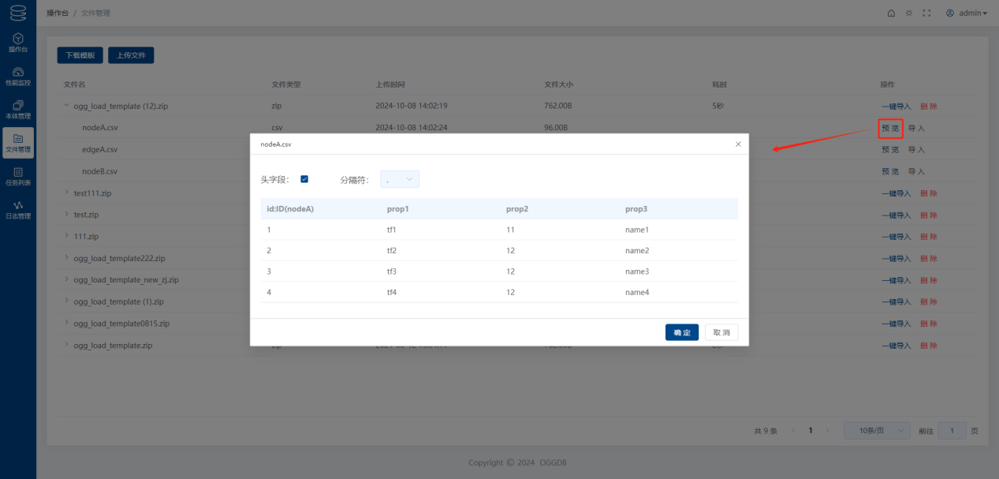 操作台 / 文件管理
admin
操作台
性能监控
本体管理
文件管理
任务列表
日志管理
下载模板 上传文件
文件名 文件类型 上传时间 文件大小 耗时 操作
ogg_load_template (12).zip zip 2024-10-08 14:02:19 762.00B 5秒 一键导入 删除
nodeA.csv csv 2024-10-08 14:02:24 96.00B 预览 导入
edgeA.csv 预览 导入
nodeB.csv 预览 导入
test111.zip 一键导入 删除
test.zip 一键导入 删除
111.zip 一键导入 删除
ogg_load_template222.zip 一键导入 删除
ogg_load_template_new_zj.zip 一键导入 删除
ogg_load_template (1).zip 一键导入 删除
ogg_load_template0815.zip 一键导入 删除
ogg_load_template.zip 一键导入 删除
nodeA.csv
头字段： 分隔符： ,
id:ID(nodeA) prop1 prop2 prop3
1 tf1 11 name1
2 tf2 12 name2
3 tf3 12 name3
4 tf4 12 name4
确定 取消
共 9 条 1 10条/页 前往 1 页
Copyright © 2024 OGGDB